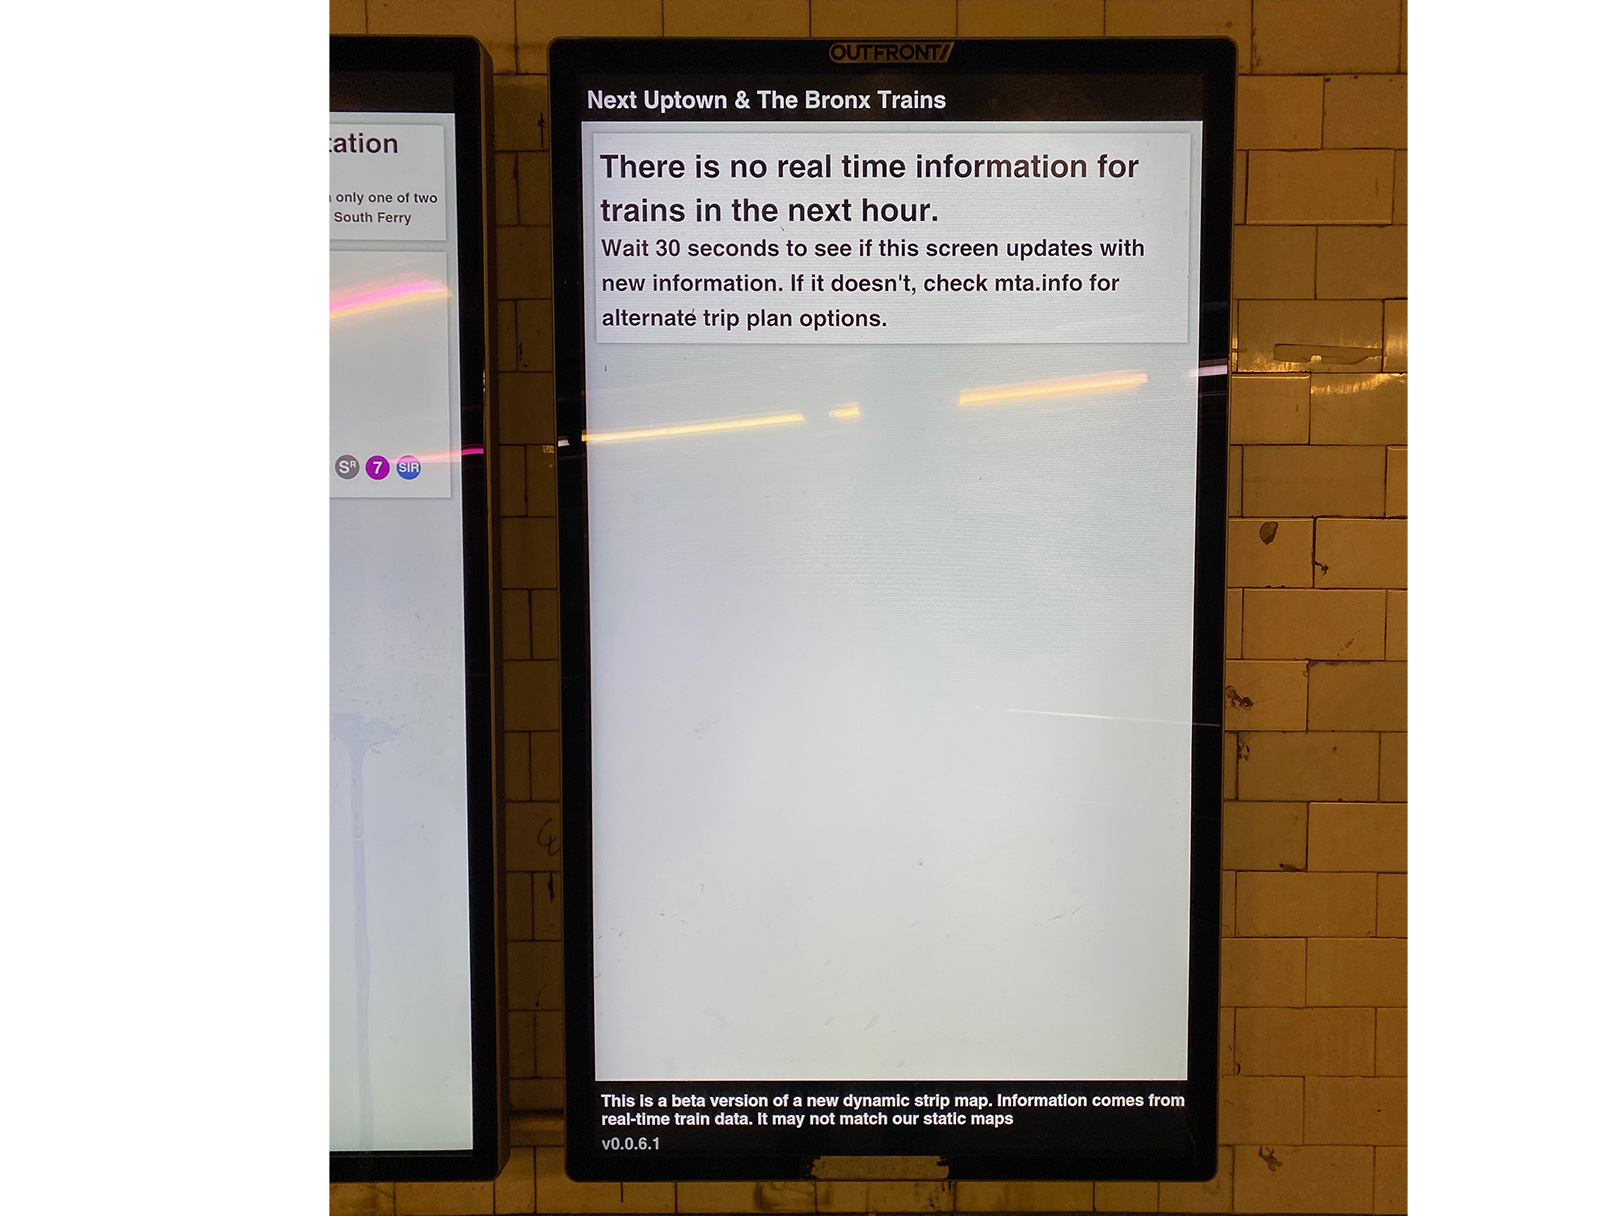 OUTFRONT/
Next Uptown & The Bronx Trains
There is no real time information for
trains in the next hour.
Wait 30 seconds to see if this screen updates with
new information. If it doesn't, check mta.info for
alternate trip plan options.
This is a beta version of a new dynamic strip map. Information comes from
real-time train data. It may not match our static maps
v0.0.6.1
only one of two
South Ferry
SR 7 SIR